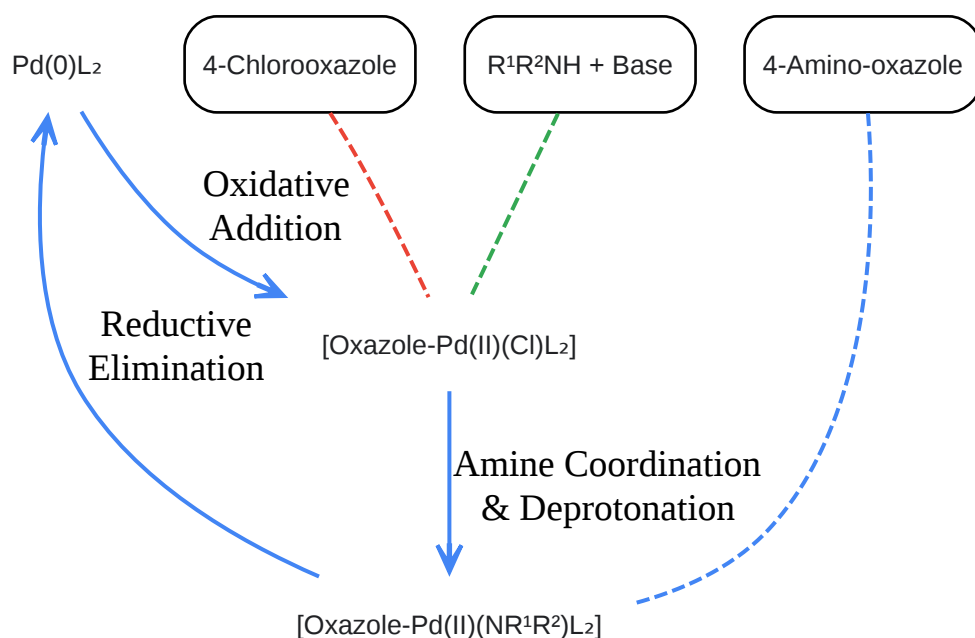 Pd(0)L₂
4-Chlorooxazole
R¹R²NH + Base
4-Amino-oxazole
Oxidative
Addition
Reductive
Elimination
[Oxazole-Pd(II)(Cl)L₂]
Amine Coordination
& Deprotonation
[Oxazole-Pd(II)(NR¹R²)L₂]